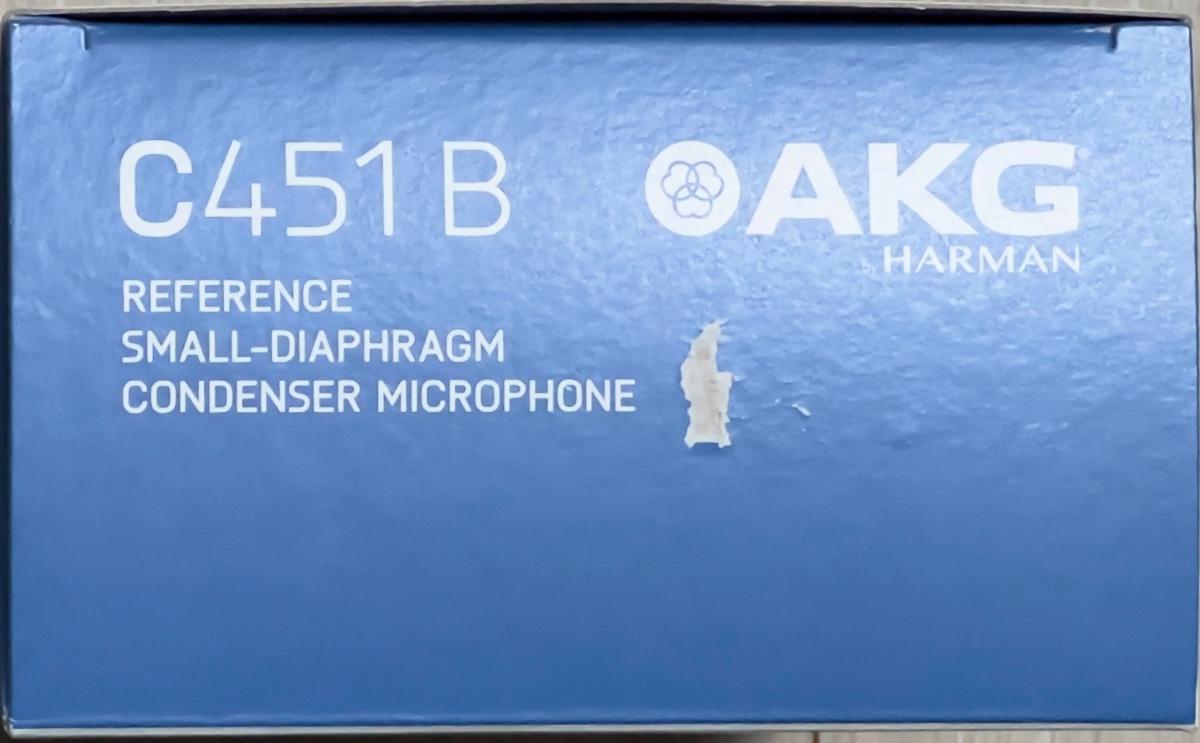 C451 B
AKG®
by HARMAN
REFERENCE
SMALL-DIAPHRAGM
CONDENSER MICROPHONE